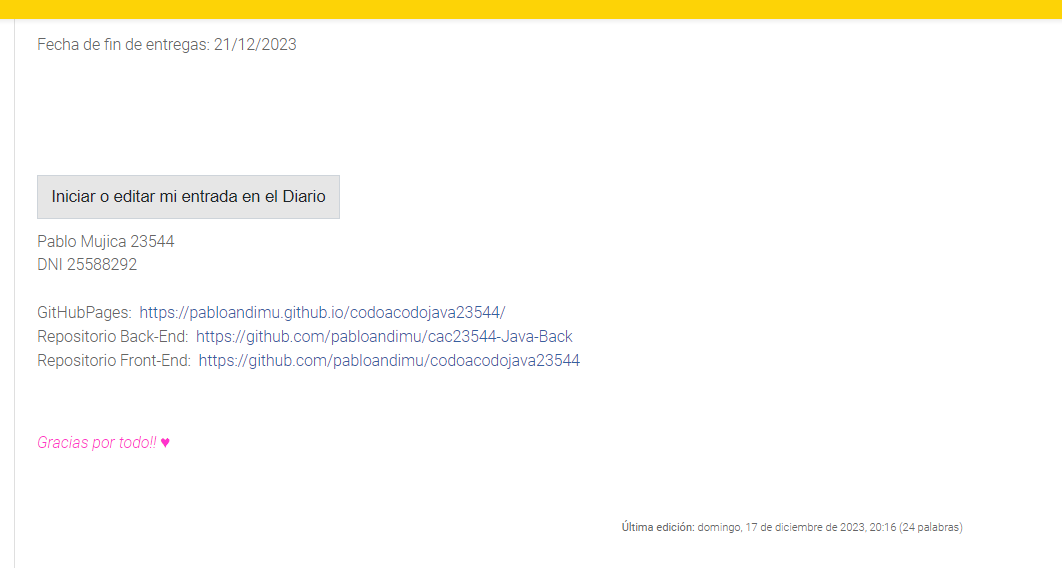 Fecha de fin de entregas: 21/12/2023
Iniciar o editar mi entrada en el Diario
Pablo Mujica 23544
DNI 25588292
GitHubPages: https://pabloandimu.github.io/codoacodojava23544/
Repositorio Back-End: https://github.com/pabloandimu/cac23544-Java-Back
Repositorio Front-End: https://github.com/pabloandimu/codoacodojava23544
Gracias por todo!! ♥
Última edición: domingo, 17 de diciembre de 2023, 20:16 (24 palabras)